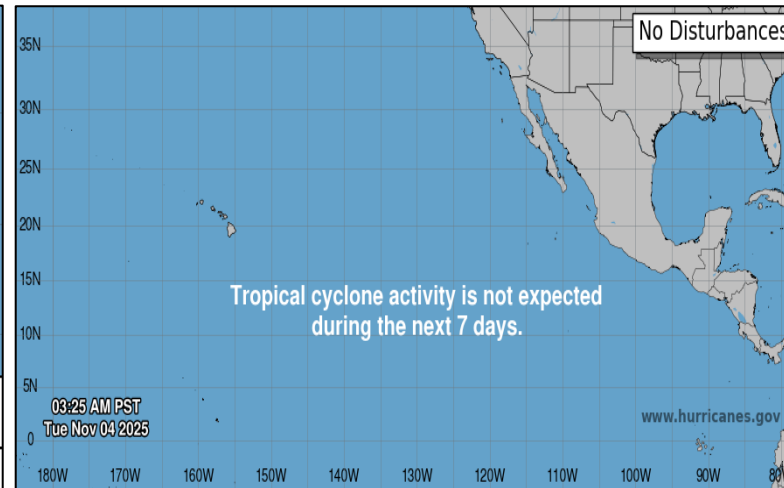 No Disturbances
35N
30N
25N
20N
15N
10N
5N
0
Tropical cyclone activity is not expected
during the next 7 days.
03:25 AM PST
Tue Nov 04 2025
www.hurricanes.gov
180W 170W 160W 150W 140W 130W 120W 110W 100W 90W